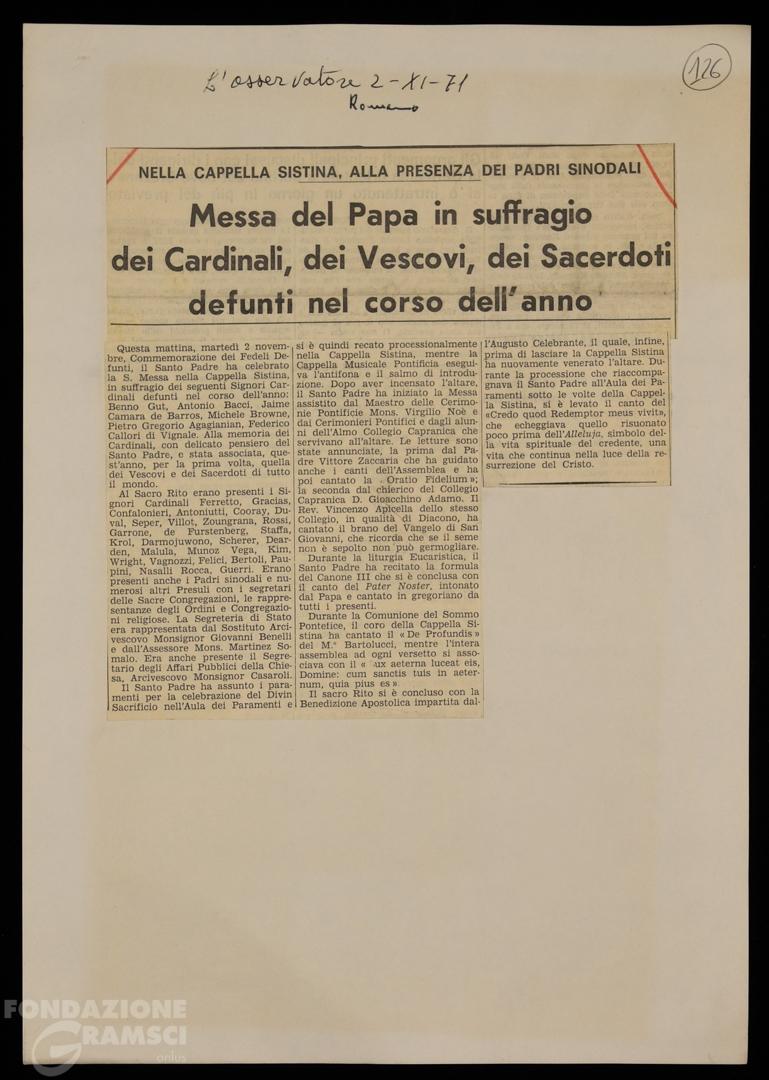 L'osservatore 2-XI-71
Romano
126
NELLA CAPPELLA SISTINA, ALLA PRESENZA DEI PADRI SINODALI
Messa del Papa in suffragio
dei Cardinali, dei Vescovi, dei Sacerdoti
defunti nel corso dell'anno
Questa mattina, martedì 2 novem-
bre, Commemorazione dei Fedeli De-
funti, il Santo Padre ha celebrato
la S. Messa nella Cappella Sistina,
in suffragio dei seguenti Signori Car-
dinali defunti nel corso dell'anno:
Benno Gut, Antonio Bacci, Jaime
Camara de Barros, Michele Browne,
Pietro Gregorio Agagianian, Federico
Callori di Vignale. Alla memoria dei
Cardinali, con delicato pensiero del
Santo Padre, è stata associata, que-
st'anno, per la prima volta, quella
dei Vescovi e dei Sacerdoti di tutto
il mondo.
Al Sacro Rito erano presenti i Si-
gnori Cardinali Ferretto, Gracias,
Confalonieri, Antoniutti, Cooray, Du-
val, Seper, Villot, Zoungrana, Rossi,
Garrone, de Furstenberg, Staffa,
Krol, Darmojuwono, Scherer, Dear-
den, Malula, Munoz Vega, Kim,
Wright, Vagnozzi, Felici, Bertoli, Pau-
pini, Nasalli Rocca, Guerri. Erano
presenti anche i Padri sinodali e nu-
merosi altri Presuli con i segretari
delle Sacre Congregazioni, le rappre-
sentanze degli Ordini e Congregazio-
ni religiose. La Segreteria di Stato
era rappresentata dal Sostituto Arci-
vescovo Monsignor Giovanni Benelli
e dall'Assessore Mons. Martinez So-
malo. Era anche presente il Segre-
tario degli Affari Pubblici della Chie-
sa, Arcivescovo Monsignor Casaroli.
Il Santo Padre ha assunto i para-
menti per la celebrazione del Divin
Sacrificio nell'Aula dei Paramenti e
si è quindi recato processionalmente
nella Cappella Sistina, mentre la
Cappella Musicale Pontificia esegui-
va l'antifona e il salmo di introdu-
zione. Dopo aver incensato l'altare,
il Santo Padre ha iniziato la Messa
assistito dal Maestro delle Cerimo-
nie Pontificie Mons. Virgilio Noè e
dai Cerimonieri Pontifici e dagli alun-
ni dell'Almo Collegio Capranica che
servivano all'altare. Le letture sono
state annunciate, la prima dal Pa-
dre Vittore Zaccaria che ha guidato
anche i canti dell'Assemblea e ha
poi cantato la Oratio Fidelium»;
la seconda dal chierico del Collegio
Capranica D. Gioacchino Adamo. Il
Rev. Vincenzo Apicella dello stesso
Collegio, in qualità di Diacono, ha
cantato il brano del Vangelo di San
Giovanni, che ricorda che se il seme
non è sepolto non può germogliare.
Durante la liturgia Eucaristica, il
Santo Padre ha recitato la formula
del Canone III che si è conclusa con
il canto del Pater Noster, intonato
dal Papa e cantato in gregoriano da
tutti i presenti.
Durante la Comunione del Sommo
Pontefice, il coro della Cappella Si-
stina ha cantato il «De Profundis»
del M.° Bartolucci, mentre l'intera
assemblea ad ogni versetto si asso-
ciava con il « ux aeterna luceat eis,
Domine: cum sanctis tuis in aeter-
num, quia pius es».
Il sacro Rito si è concluso con la
Benedizione Apostolica impartita dal-
l'Augusto Celebrante, il quale, infine,
prima di lasciare la Cappella Sistina
ha nuovamente venerato l'altare. Du-
rante la processione che riaccompa-
gnava il Santo Padre all'Aula dei Pa-
ramenti sotto le volte della Cappel-
la Sistina, si è levato il canto del
«Credo quod Redemptor meus vivit»,
che echeggiava quello risuonato
poco prima dell'Alleluja, simbolo del-
la vita spirituale del credente, una
vita che continua nella luce della re-
surrezione del Cristo.
FONDAZIONE
GRAMSCI
onlus